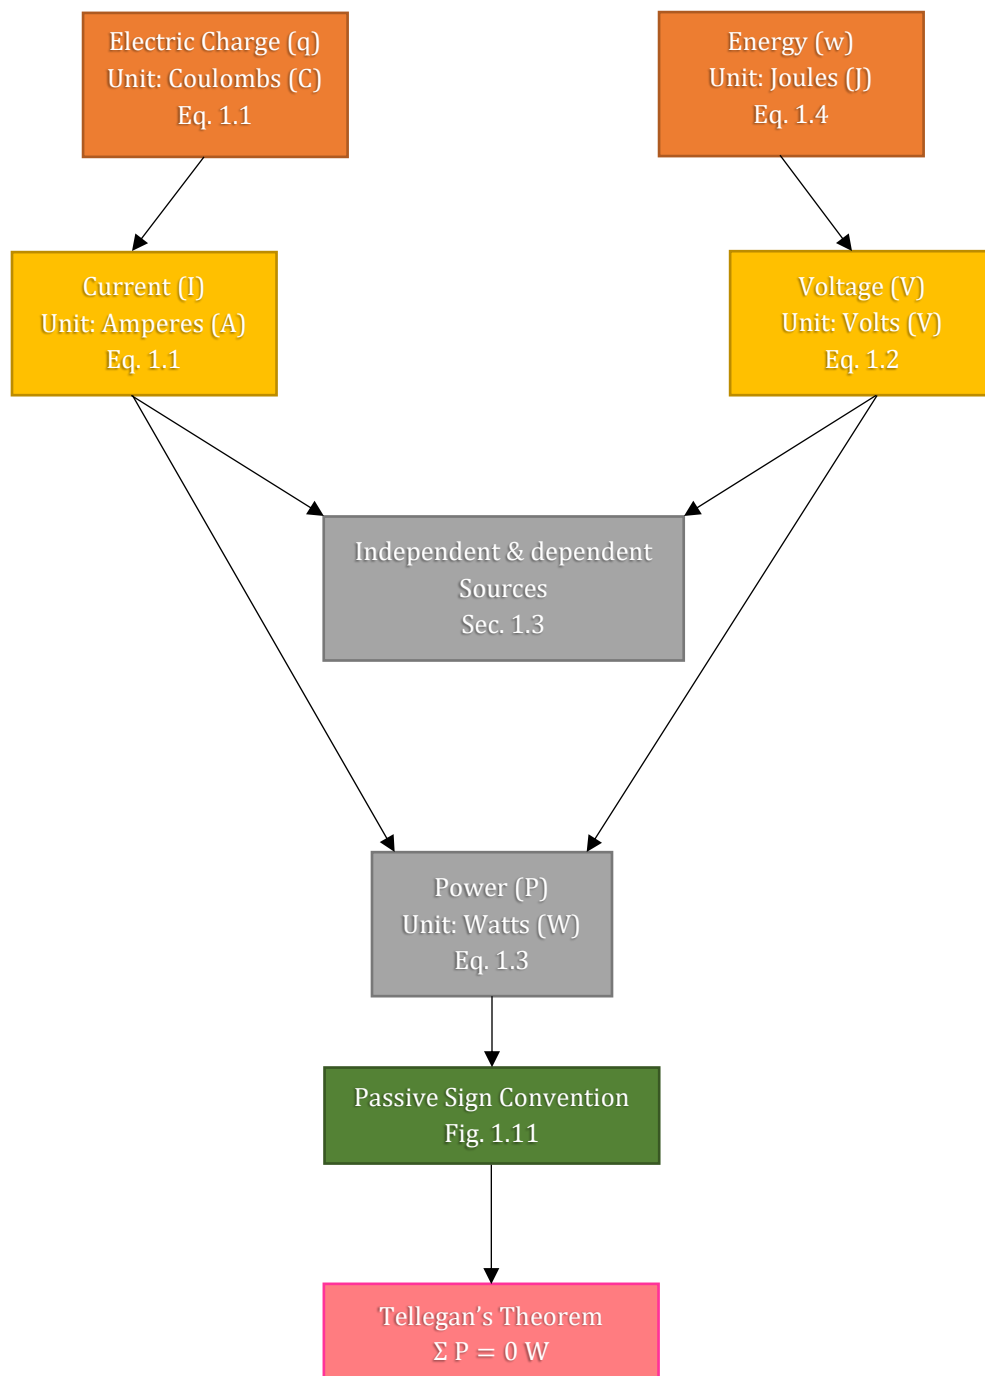 Electric Charge (q)
Unit: Coulombs (C)
Eq. 1.1
Energy (w)
Unit: Joules (J)
Eq. 1.4
Current (I)
Unit: Amperes (A)
Eq. 1.1
Voltage (V)
Unit: Volts (V)
Eq. 1.2
Independent & dependent
Sources
Sec. 1.3
Power (P)
Unit: Watts (W)
Eq. 1.3
Passive Sign Convention
Fig. 1.11
Tellegan’s Theorem
Σ P = 0 W